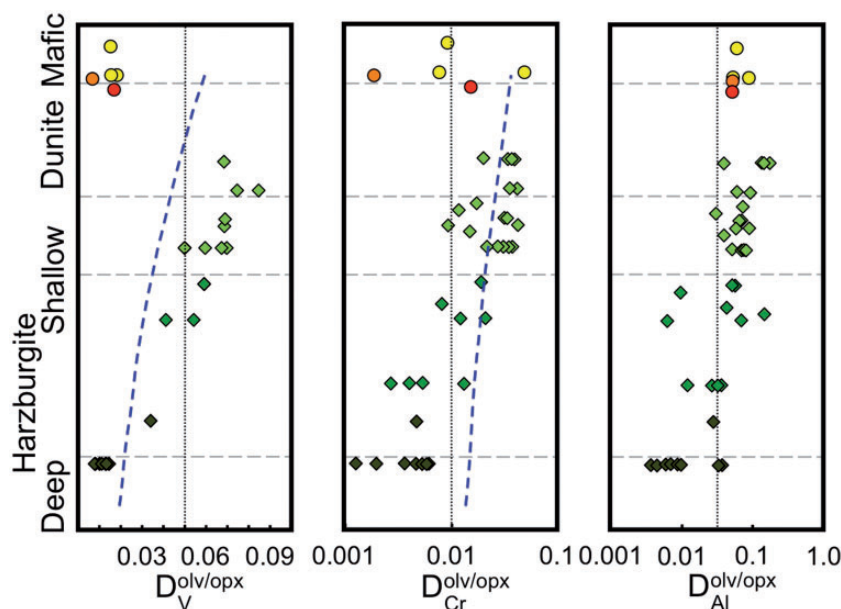 Mafic
Dunite
Shallow
Harzburgite
Deep
0.03 0.06 0.09
0.001 0.01 0.1
0.001 0.01 0.1 1.0
D_V^olv/opx
D_Cr^olv/opx
D_Al^olv/opx